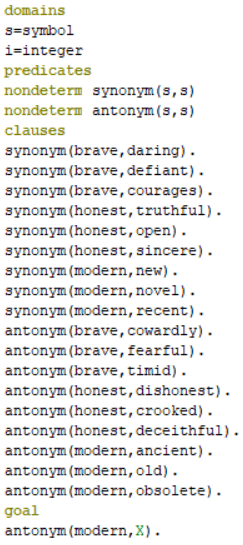 domains
s=symbol
i=integer
predicates
nondeterm synonym(s,s)
nondeterm antonym(s,s)
clauses
synonym(brave,daring).
synonym(brave,defiant).
synonym(brave,courages).
synonym(honest,truthful).
synonym(honest,open).
synonym(honest,sincere).
synonym(modern,new).
synonym(modern,novel).
synonym(modern,recent).
antonym(brave,cowardly).
antonym(brave,fearful).
antonym(brave,timid).
antonym(honest,dishonest).
antonym(honest,crooked).
antonym(honest,deceithful).
antonym(modern,ancient).
antonym(modern,old).
antonym(modern,obsolete).
goal
antonym(modern,X).